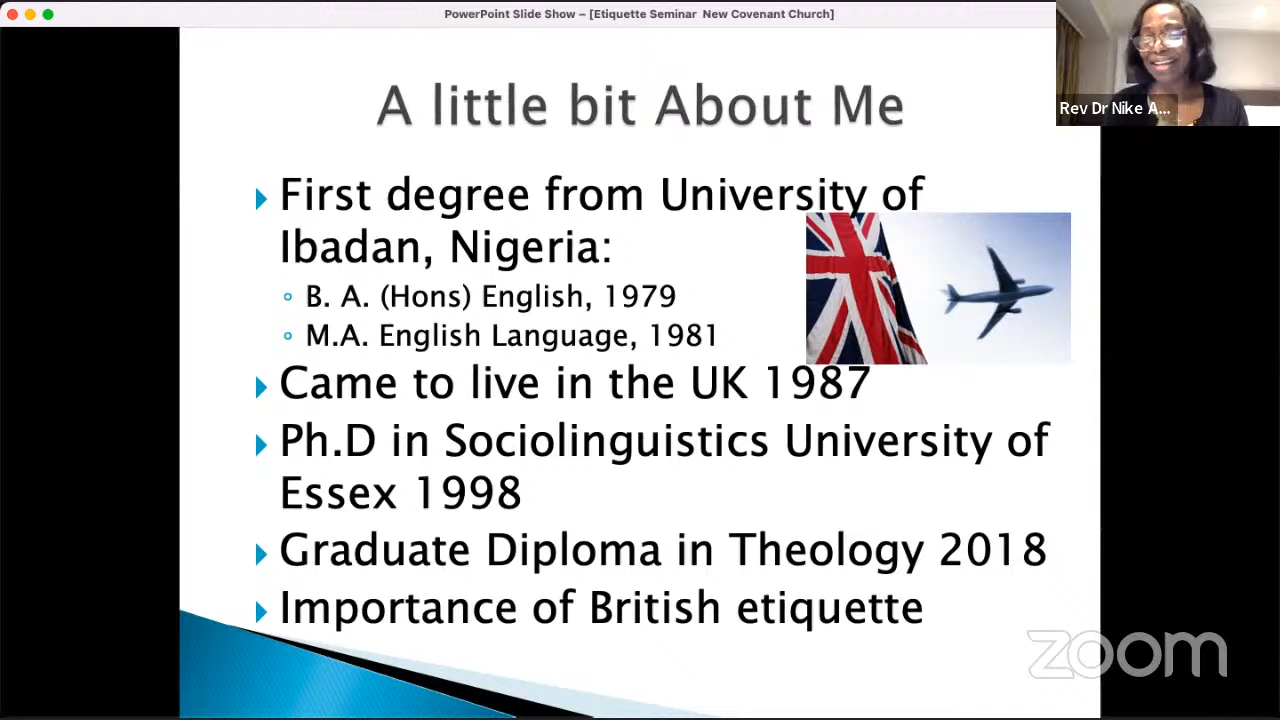 PowerPoint Slide Show – [Etiquette Seminar New Covenant Church]
Rev Dr Nike A...
A little bit About Me
First degree from University of
Ibadan, Nigeria:
B. A. (Hons) English, 1979
M.A. English Language, 1981
Came to live in the UK 1987
Ph.D in Sociolinguistics University of
Essex 1998
Graduate Diploma in Theology 2018
Importance of British etiquette
zoom